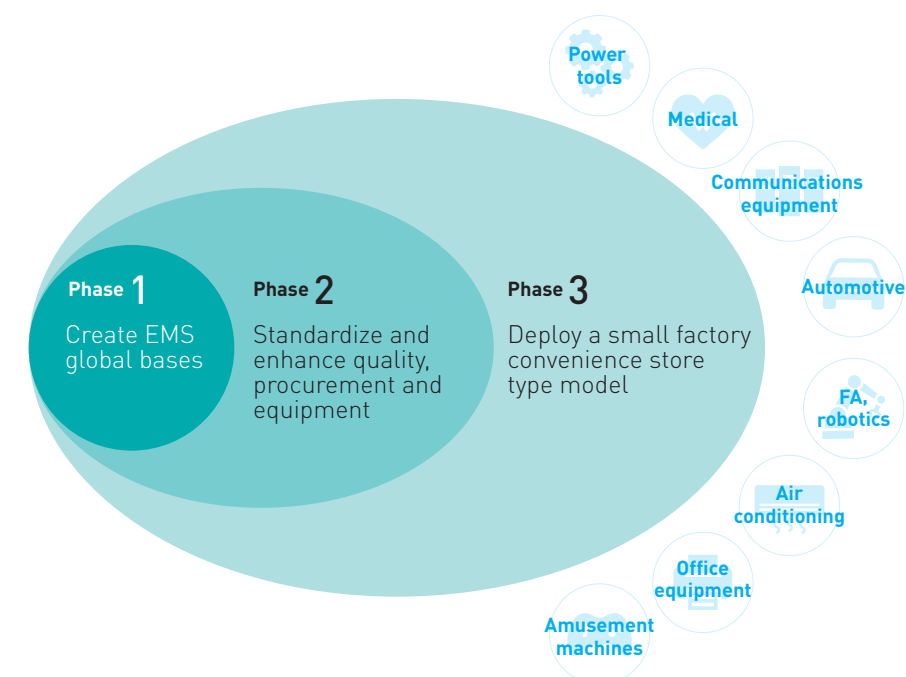 Power
tools
Medical
Communications
equipment
Automotive
FA,
robotics
Air
conditioning
Office
equipment
Amusement
machines
Phase 1
Create EMS
global bases
Phase 2
Standardize and
enhance quality,
procurement and
equipment
Phase 3
Deploy a small factory
convenience store
type model